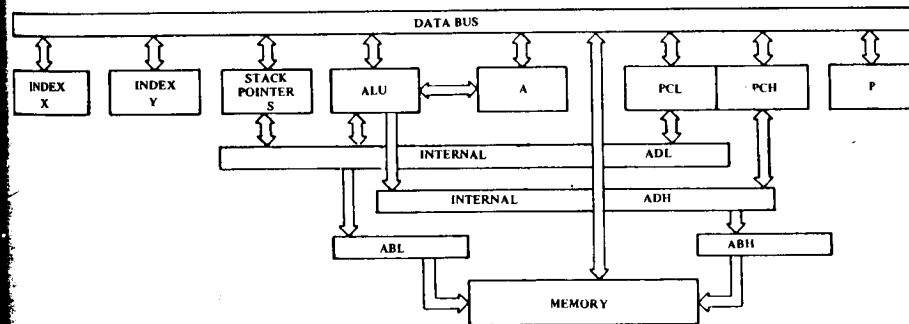 DATA BUS
INDEX
X
INDEX
Y
STACK
POINTER
S
ALU
A
PCL
PCH
P
INTERNAL ADL
INTERNAL ADH
ABL
ABH
MEMORY